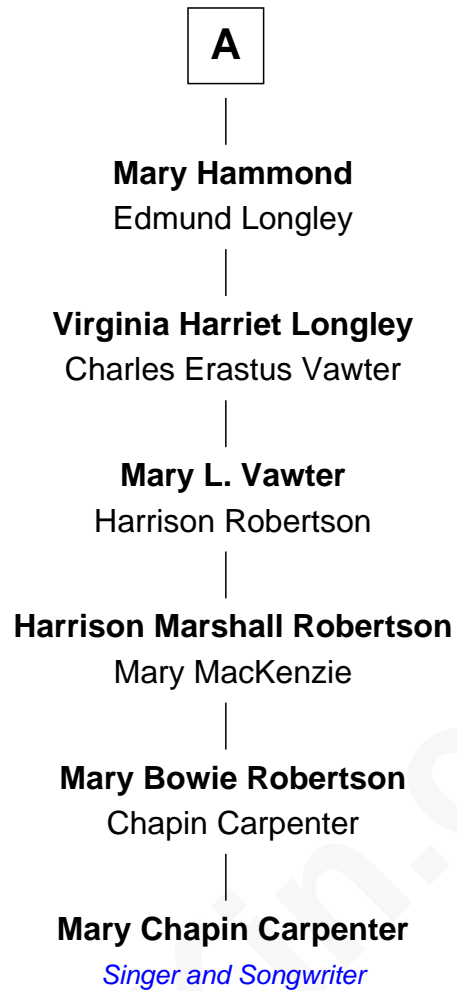 A
Mary Hammond
Edmund Longley
Virginia Harriet Longley
Charles Erastus Vawter
Mary L. Vawter
Harrison Robertson
Harrison Marshall Robertson
Mary MacKenzie
Mary Bowie Robertson
Chapin Carpenter
Mary Chapin Carpenter
Singer and Songwriter